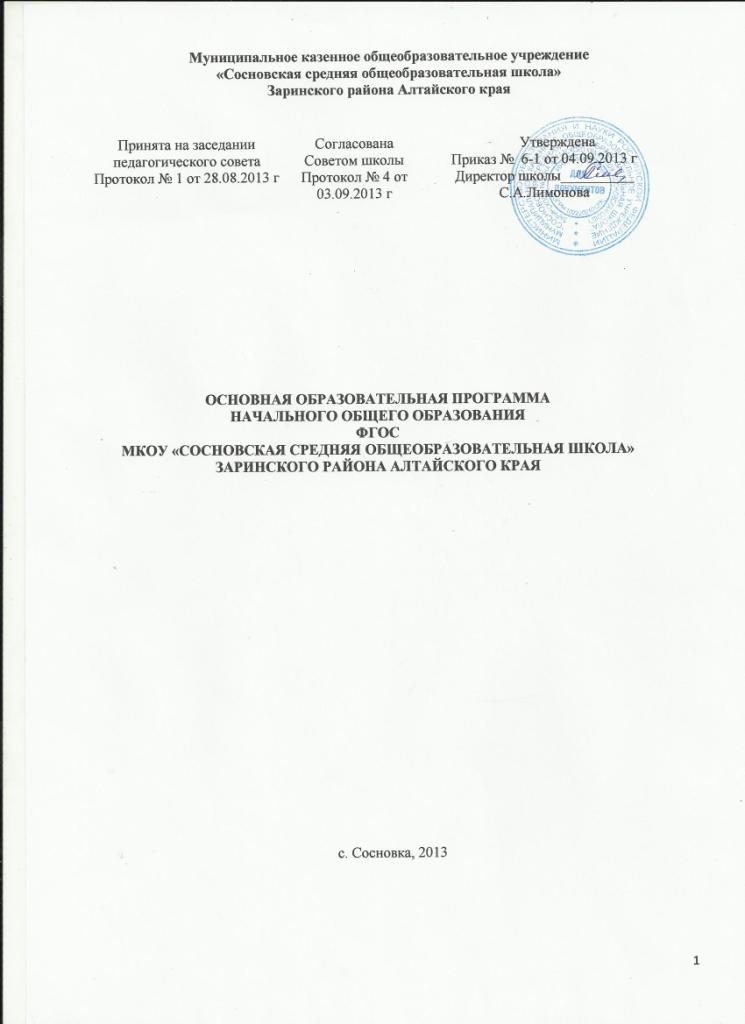 Муниципальное казенное общеобразовательное учреждение
«Сосновская средняя общеобразовательная школа»
Заринского района Алтайского края
Принята на заседании
педагогического совета
Протокол № 1 от 28.08.2013 г
Согласована
Советом школы
Протокол № 4 от
03.09.2013 г
Утверждена
Приказ № 6-1 от 04.09.2013 г
Директор школы
С.А.Лимонова
ДЛЯ
ДОКУМЕНТОВ
ОСНОВНАЯ ОБРАЗОВАТЕЛЬНАЯ ПРОГРАММА
НАЧАЛЬНОГО ОБЩЕГО ОБРАЗОВАНИЯ
ФГОС
МКОУ «СОСНОВСКАЯ СРЕДНЯЯ ОБЩЕОБРАЗОВАТЕЛЬНАЯ ШКОЛА»
ЗАРИНСКОГО РАЙОНА АЛТАЙСКОГО КРАЯ
с. Сосновка, 2013
1